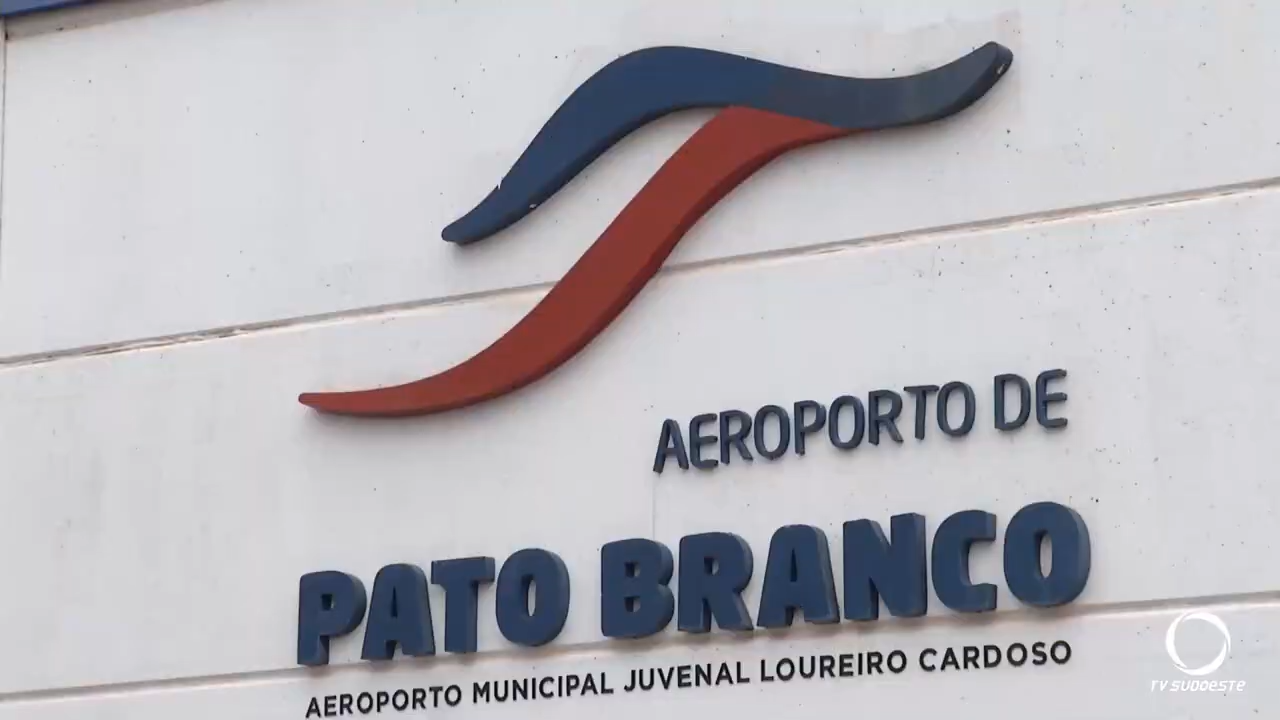 AEROPORTO DE
PATO BRANCO
AEROPORTO MUNICIPAL JUVENAL LOUREIRO CARDOSO
TV SUDOESTE